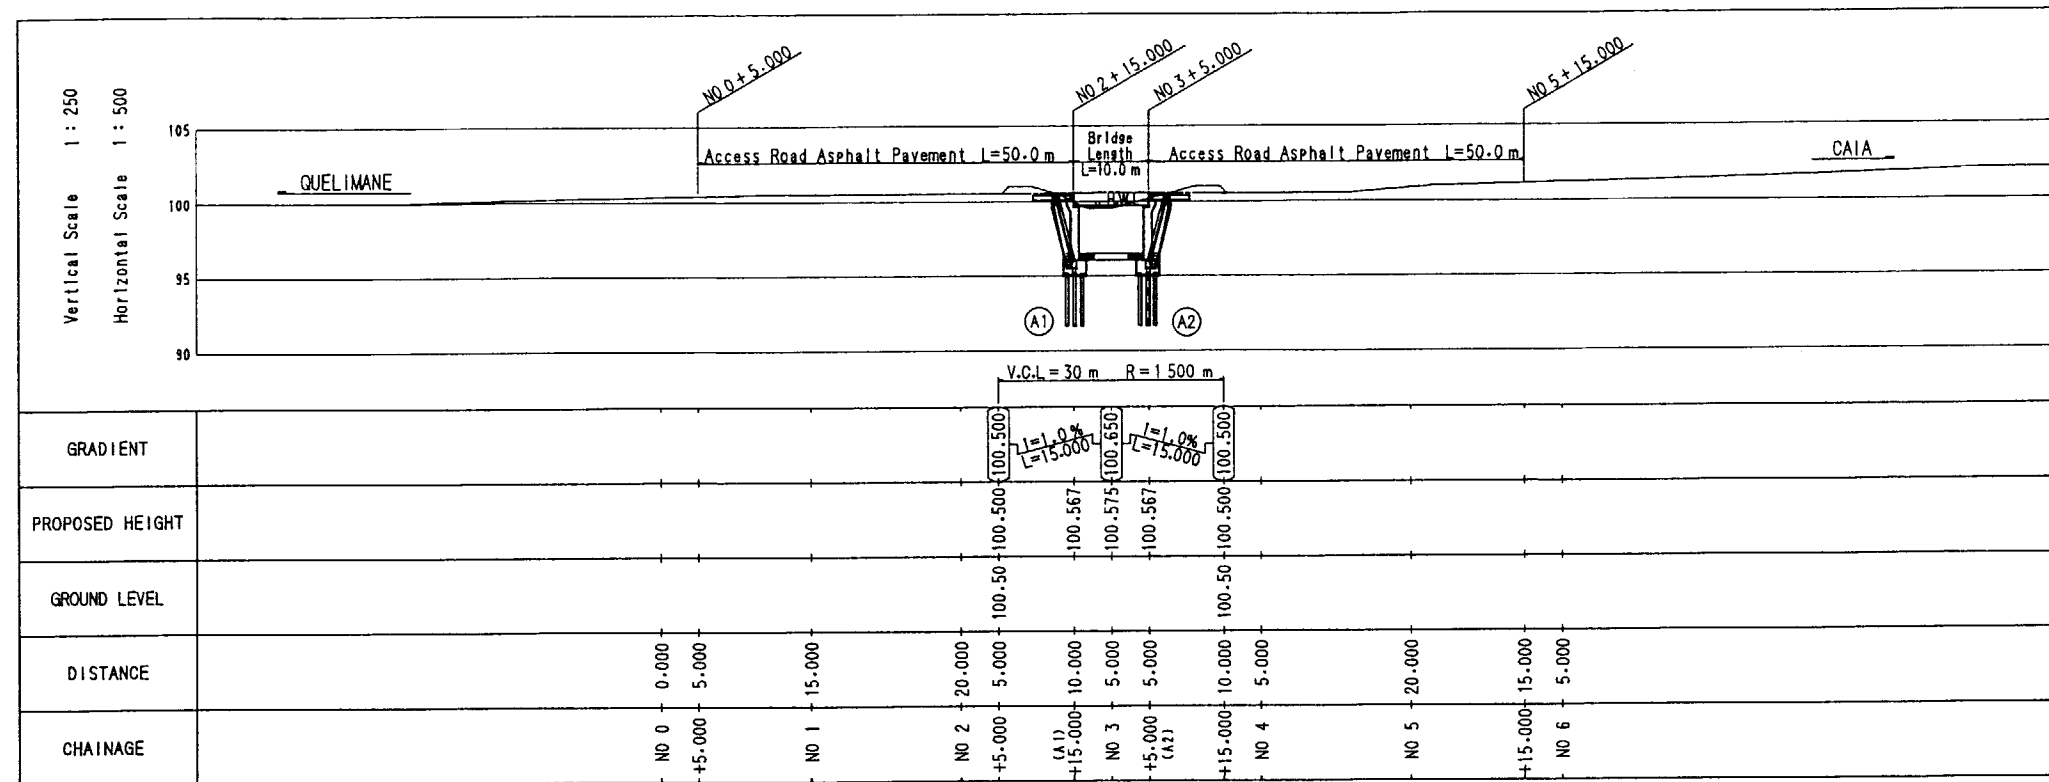 Vertical Scale 1 : 250
Horizontal Scale 1 : 500
NO 0 + 5.000
NO 2 + 15.000
NO 3 + 5.000
NO 5 + 15.000
105
100
95
90
Access Road Asphalt Pavement L=50.0 m
Bridge
Length
L=10.0 m
Access Road Asphalt Pavement L=50.0 m
QUELIMANE
CAIA
A1
A2
V.C.L = 30 m R = 1 500 m
GRADIENT
100.500
I=1.0 %
L=15.000
100.650
I=1.0%
L=15.000
100.500
PROPOSED HEIGHT
100.500
100.567
100.575
100.567
100.500
GROUND LEVEL
100.50
100.50
DISTANCE
0.000
5.000
15.000
20.000
5.000
10.000
5.000
5.000
10.000
5.000
20.000
15.000
5.000
CHAINAGE
NO 0
+5.000
NO 1
NO 2
+5.000
(A1)
+15.000
NO 3
+5.000
(A2)
+15.000
NO 4
NO 5
+15.000
NO 6